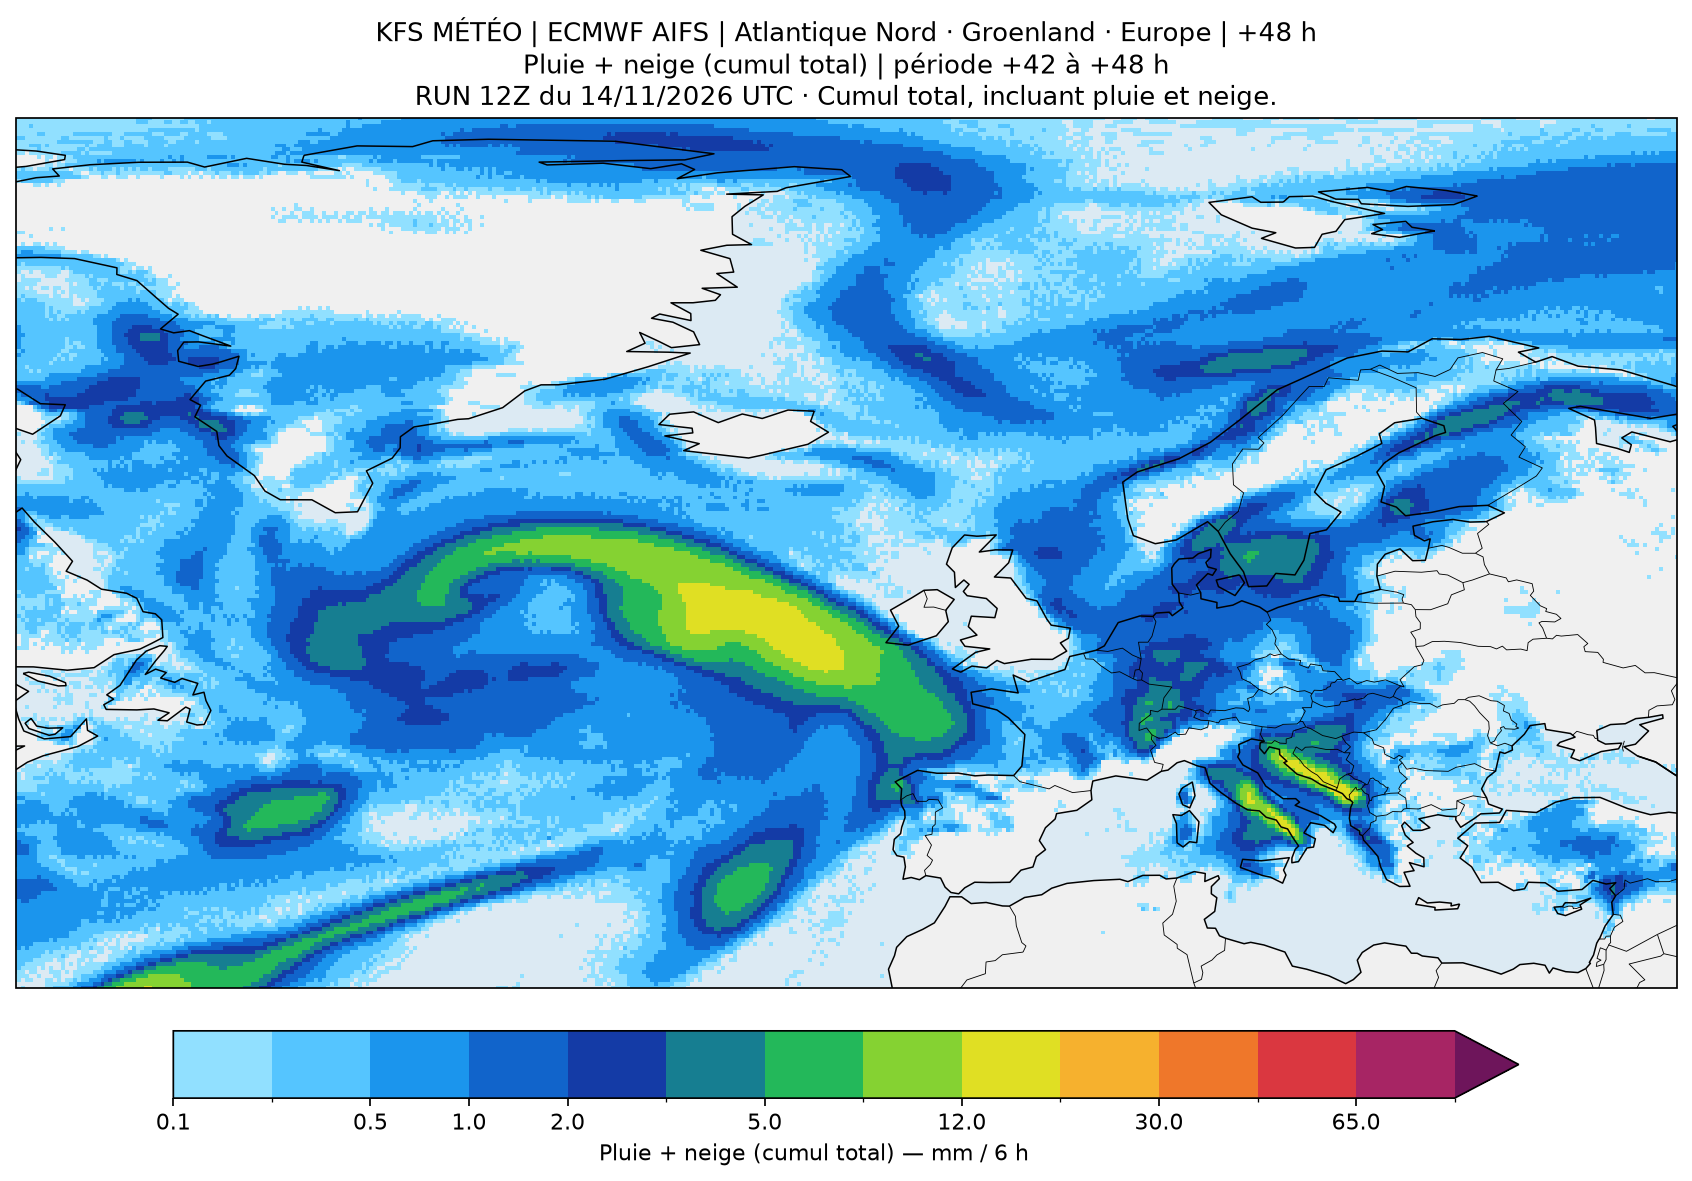 KFS MÉTÉO | ECMWF AIFS | Atlantique Nord · Groenland · Europe | +48 h
Pluie + neige (cumul total) | période +42 à +48 h
RUN 12Z du 14/11/2026 UTC · Cumul total, incluant pluie et neige.
0.1 0.5 1.0 2.0 5.0 12.0 30.0 65.0
Pluie + neige (cumul total) — mm / 6 h